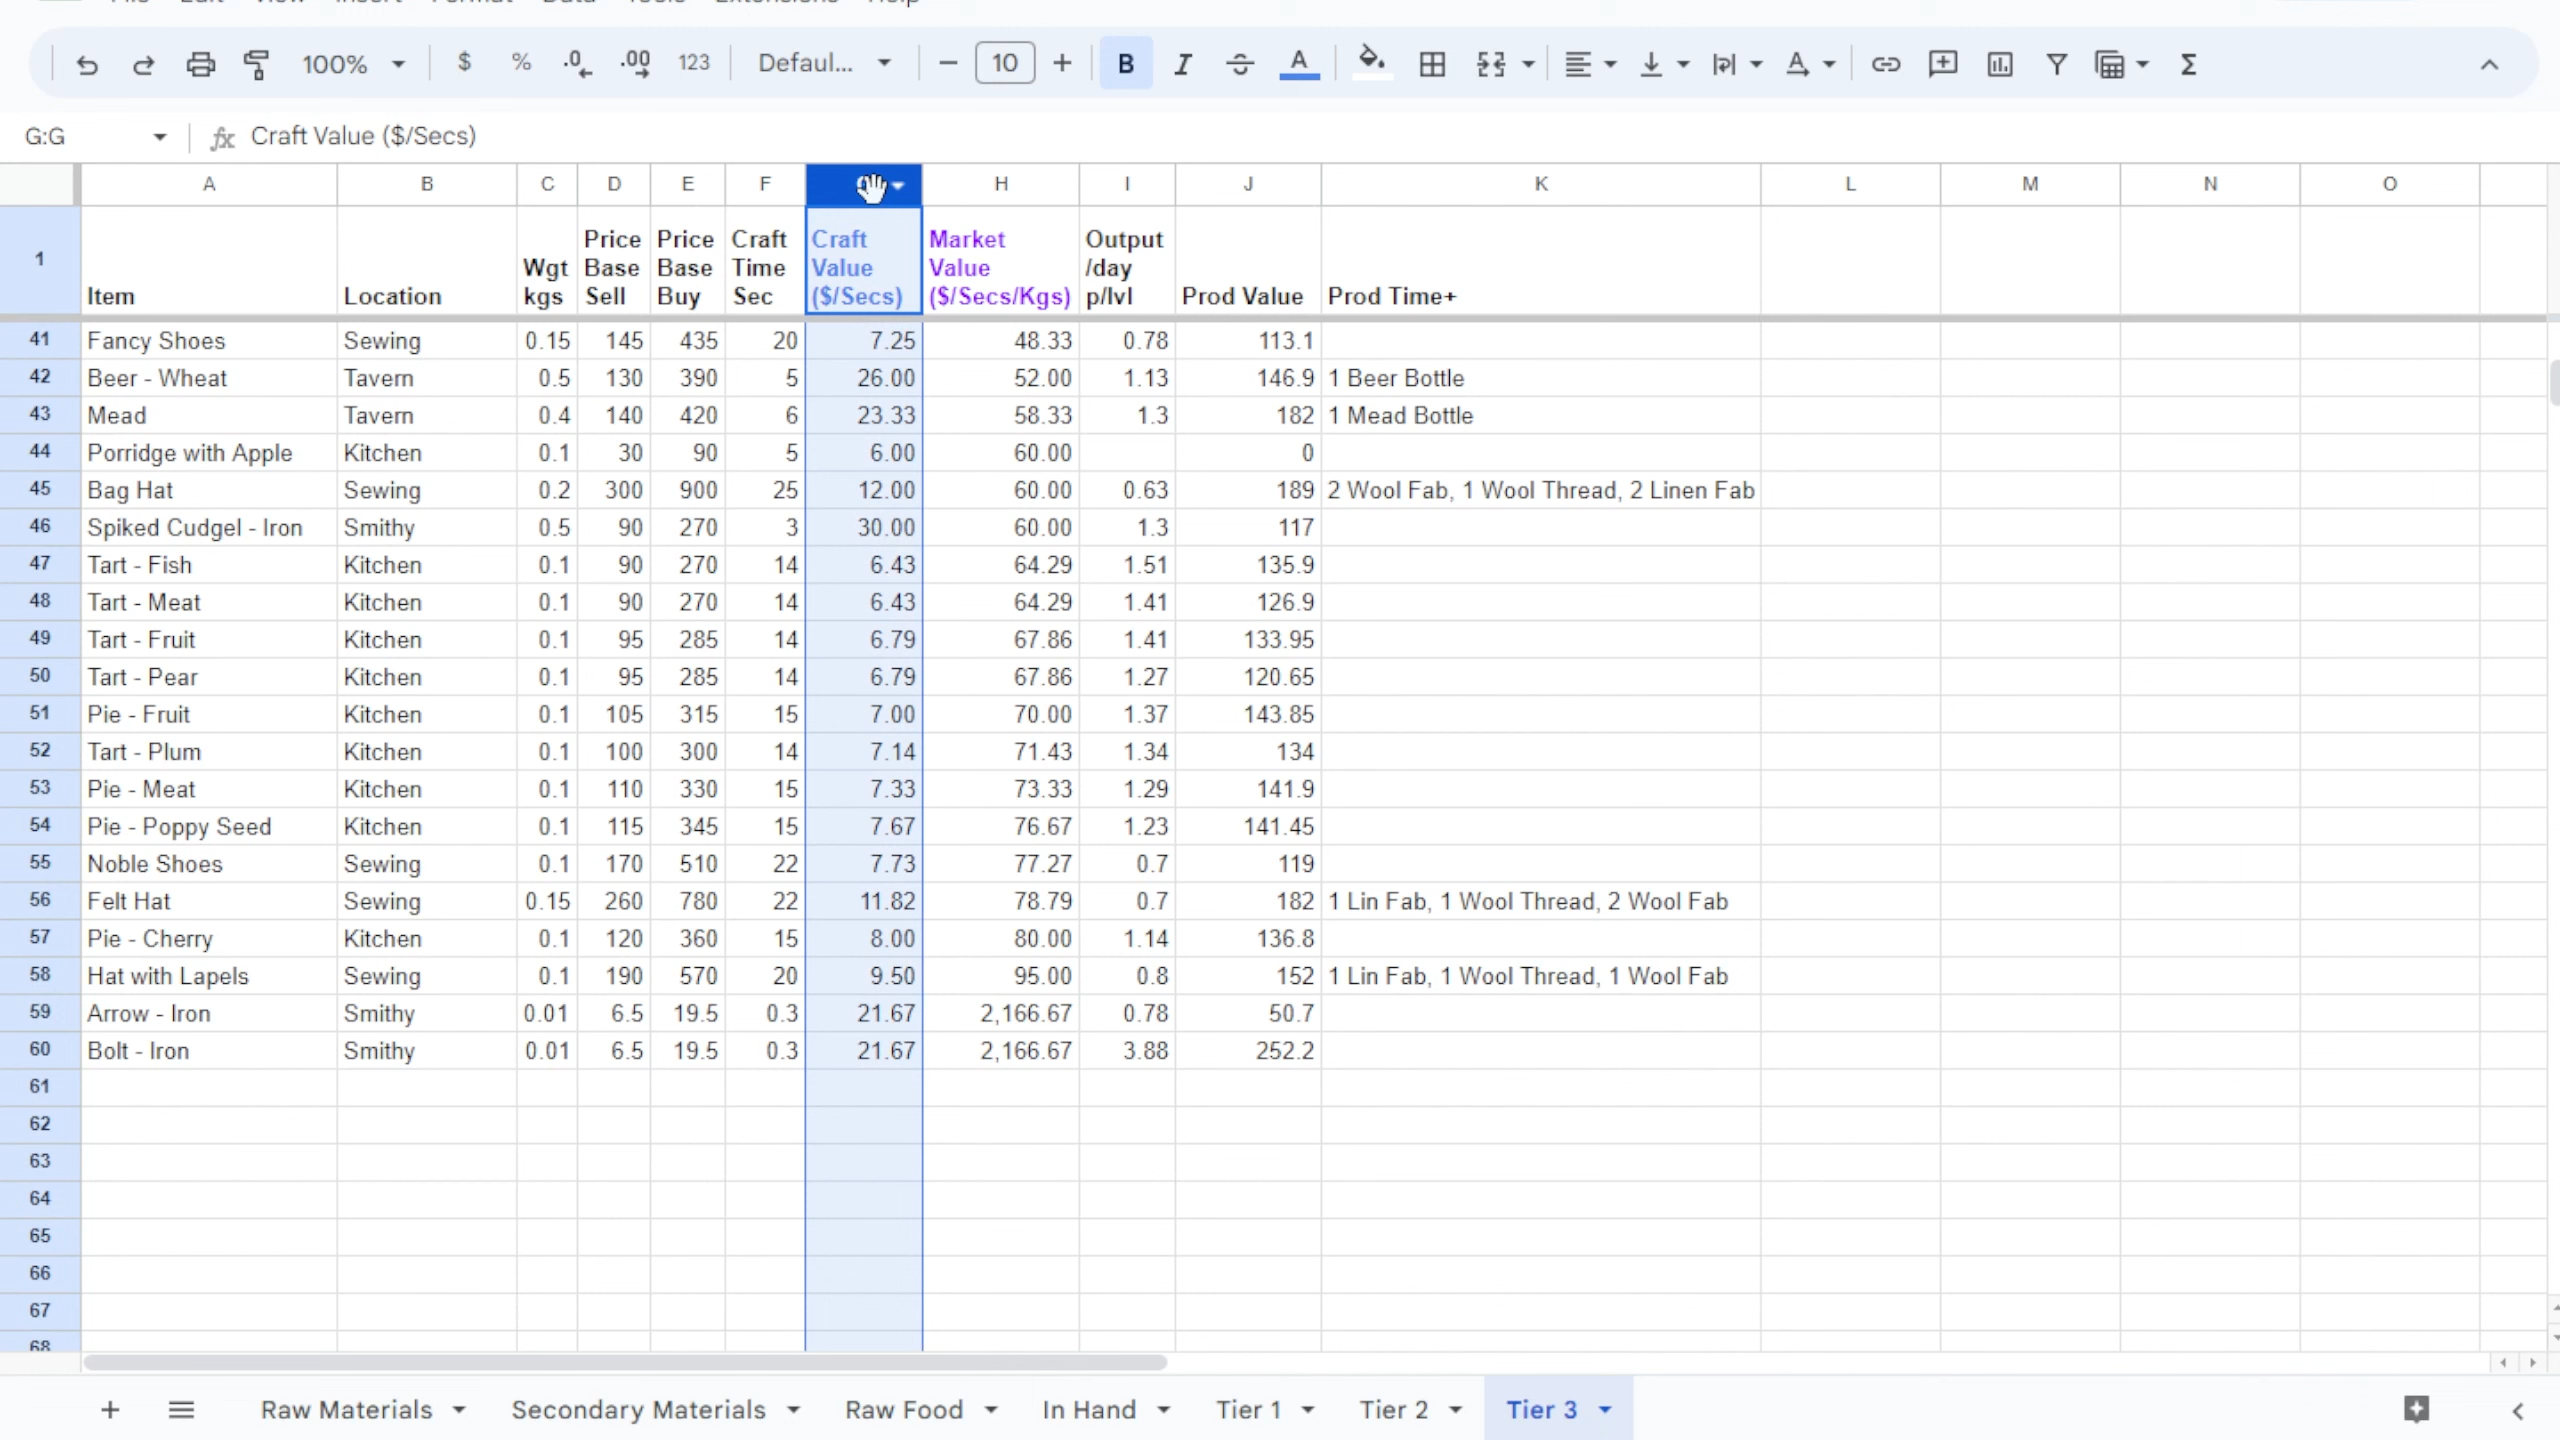 100% $ % .0 .00 123 Defaul... 10 B I A
G:G fx Craft Value ($/Secs)
A B C D E F H I J K L M N O
1 Item Location Wgt kgs Price Base Sell Price Base Buy Craft Time Sec Craft Value ($/Secs) Market Value ($/Secs/Kgs) Output /day p/lvl Prod Value Prod Time+
41 Fancy Shoes Sewing 0.15 145 435 20 7.25 48.33 0.78 113.1
42 Beer - Wheat Tavern 0.5 130 390 5 26.00 52.00 1.13 146.9 1 Beer Bottle
43 Mead Tavern 0.4 140 420 6 23.33 58.33 1.3 182 1 Mead Bottle
44 Porridge with Apple Kitchen 0.1 30 90 5 6.00 60.00 0
45 Bag Hat Sewing 0.2 300 900 25 12.00 60.00 0.63 189 2 Wool Fab, 1 Wool Thread, 2 Linen Fab
46 Spiked Cudgel - Iron Smithy 0.5 90 270 3 30.00 60.00 1.3 117
47 Tart - Fish Kitchen 0.1 90 270 14 6.43 64.29 1.51 135.9
48 Tart - Meat Kitchen 0.1 90 270 14 6.43 64.29 1.41 126.9
49 Tart - Fruit Kitchen 0.1 95 285 14 6.79 67.86 1.41 133.95
50 Tart - Pear Kitchen 0.1 95 285 14 6.79 67.86 1.27 120.65
51 Pie - Fruit Kitchen 0.1 105 315 15 7.00 70.00 1.37 143.85
52 Tart - Plum Kitchen 0.1 100 300 14 7.14 71.43 1.34 134
53 Pie - Meat Kitchen 0.1 110 330 15 7.33 73.33 1.29 141.9
54 Pie - Poppy Seed Kitchen 0.1 115 345 15 7.67 76.67 1.23 141.45
55 Noble Shoes Sewing 0.1 170 510 22 7.73 77.27 0.7 119
56 Felt Hat Sewing 0.15 260 780 22 11.82 78.79 0.7 182 1 Lin Fab, 1 Wool Thread, 2 Wool Fab
57 Pie - Cherry Kitchen 0.1 120 360 15 8.00 80.00 1.14 136.8
58 Hat with Lapels Sewing 0.1 190 570 20 9.50 95.00 0.8 152 1 Lin Fab, 1 Wool Thread, 1 Wool Fab
59 Arrow - Iron Smithy 0.01 6.5 19.5 0.3 21.67 2,166.67 0.78 50.7
60 Bolt - Iron Smithy 0.01 6.5 19.5 0.3 21.67 2,166.67 3.88 252.2
61
62
63
64
65
66
67
68
Raw Materials Secondary Materials Raw Food In Hand Tier 1 Tier 2 Tier 3